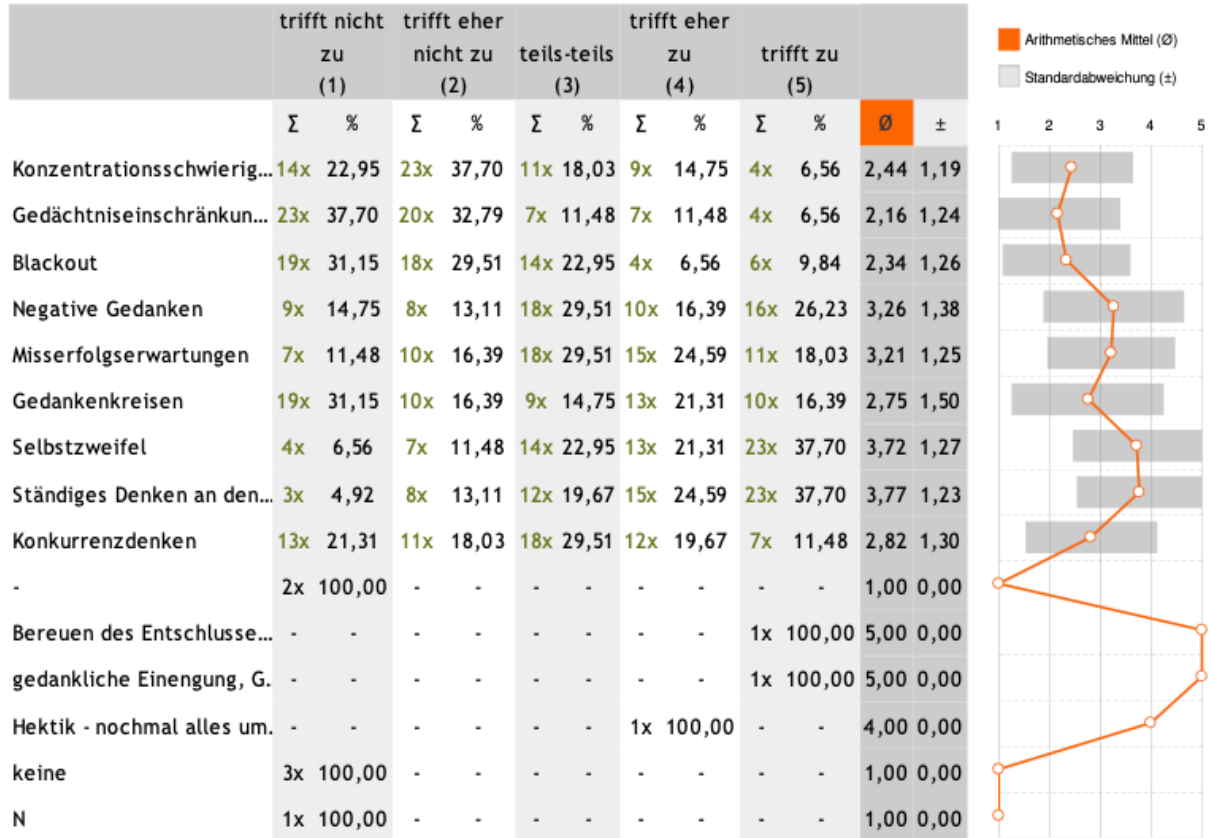 trifft nicht zu (1) trifft eher nicht zu (2) teils-teils (3) trifft eher zu (4) trifft zu (5)
Arithmetisches Mittel (Ø)
Standardabweichung (±)
Σ % Σ % Σ % Σ % Σ % Ø ± 1 2 3 4 5
Konzentrationsschwierig... 14x 22,95 23x 37,70 11x 18,03 9x 14,75 4x 6,56 2,44 1,19
Gedächtniseinschränkun... 23x 37,70 20x 32,79 7x 11,48 7x 11,48 4x 6,56 2,16 1,24
Blackout 19x 31,15 18x 29,51 14x 22,95 4x 6,56 6x 9,84 2,34 1,26
Negative Gedanken 9x 14,75 8x 13,11 18x 29,51 10x 16,39 16x 26,23 3,26 1,38
Misserfolgserwartungen 7x 11,48 10x 16,39 18x 29,51 15x 24,59 11x 18,03 3,21 1,25
Gedankenkreisen 19x 31,15 10x 16,39 9x 14,75 13x 21,31 10x 16,39 2,75 1,50
Selbstzweifel 4x 6,56 7x 11,48 14x 22,95 13x 21,31 23x 37,70 3,72 1,27
Ständiges Denken an den... 3x 4,92 8x 13,11 12x 19,67 15x 24,59 23x 37,70 3,77 1,23
Konkurrenzdenken 13x 21,31 11x 18,03 18x 29,51 12x 19,67 7x 11,48 2,82 1,30
- 2x 100,00 - - - - - - - - 1,00 0,00
Bereuen des Entschlusse... - - - - - - - - 1x 100,00 5,00 0,00
gedankliche Einengung, G. - - - - - - - - 1x 100,00 5,00 0,00
Hektik - nochmal alles um. - - - - - - 1x 100,00 - - 4,00 0,00
keine 3x 100,00 - - - - - - - - 1,00 0,00
N 1x 100,00 - - - - - - - - 1,00 0,00